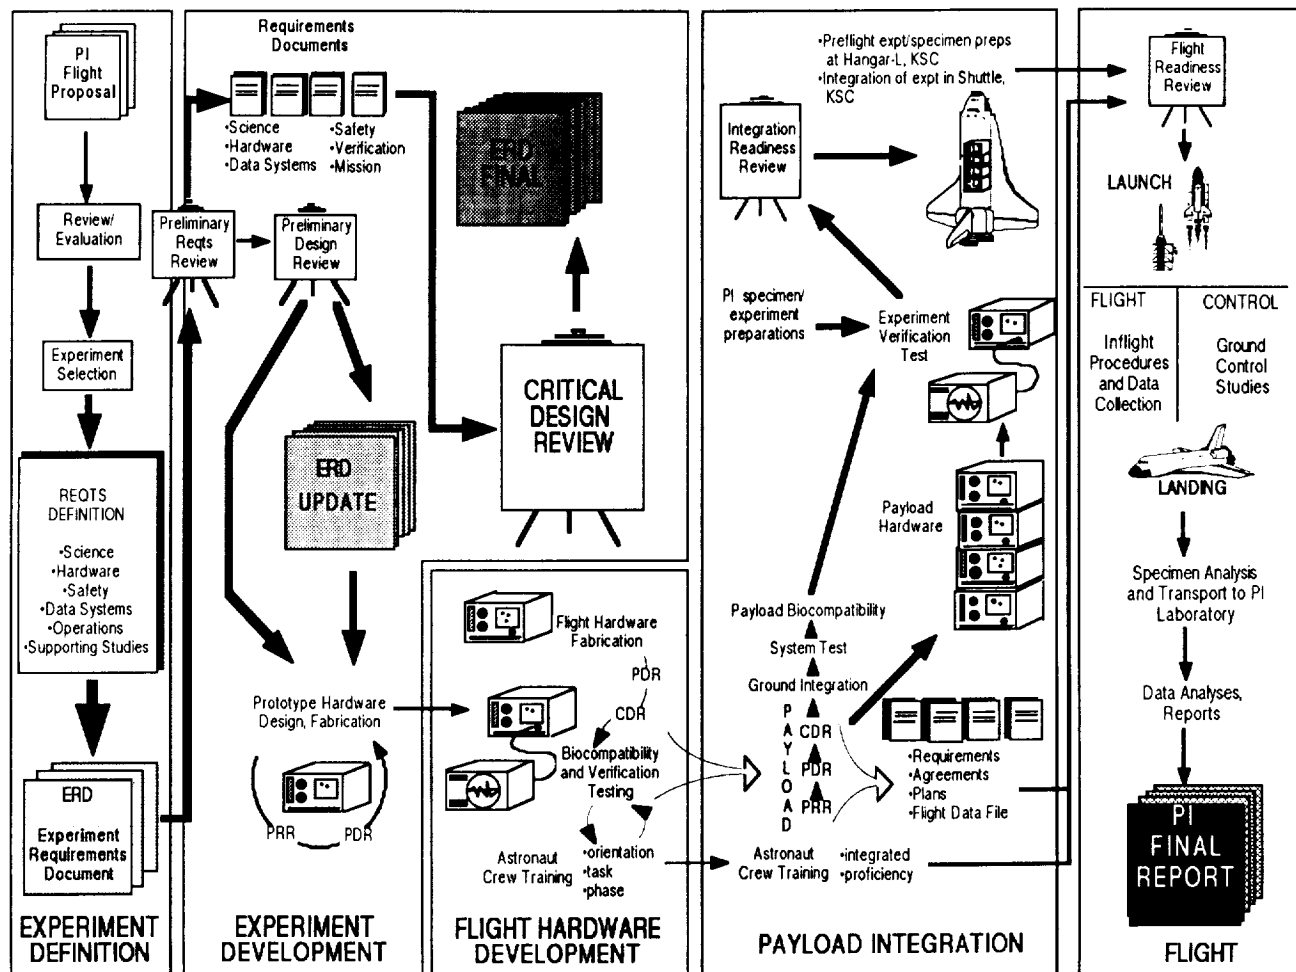 PI
Flight
Proposal
Review/
Evaluation
Experiment
Selection
REQTS
DEFINITION
•Science
•Hardware
•Safety
•Data Systems
•Operations
•Supporting Studies
ERD
Experiment
Requirements
Document
EXPERIMENT
DEFINITION
Requirements
Documents
•Science
•Hardware
•Data Systems
•Safety
•Verification
•Mission
Preliminary
Reqts
Review
Preliminary
Design
Review
ERD
FINAL
ERD
UPDATE
CRITICAL
DESIGN
REVIEW
Prototype Hardware
Design, Fabrication
PRR
PDR
EXPERIMENT
DEVELOPMENT
Flight Hardware
Fabrication
PDR
CDR
Biocompatibility
and Verification
Testing
Astronaut
Crew Training
•orientation
•task
•phase
FLIGHT HARDWARE
DEVELOPMENT
•Preflight expt/specimen preps
at Hangar-L, KSC
•Integration of expt in Shuttle,
KSC
Integration
Readiness
Review
PI specimen/
experiment
preparations
Experiment
Verification
Test
Payload
Hardware
Payload Biocompatibility
System Test
Ground Integration
PAYLOAD
CDR
PDR
PRR
•Requirements
•Agreements
•Plans
•Flight Data File
Astronaut
Crew Training
•integrated
•proficiency
PAYLOAD INTEGRATION
Flight
Readiness
Review
LAUNCH
FLIGHT
Inflight
Procedures
and Data
Collection
CONTROL
Ground
Control
Studies
LANDING
Specimen Analysis
and Transport to PI
Laboratory
Data Analyses,
Reports
PI
FINAL
REPORT
FLIGHT